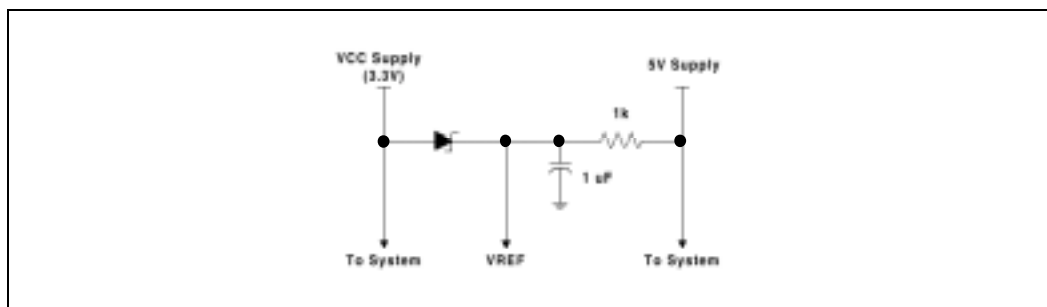 VCC Supply
(3.3V)
5V Supply
1k
1 uF
To System
VREF
To System